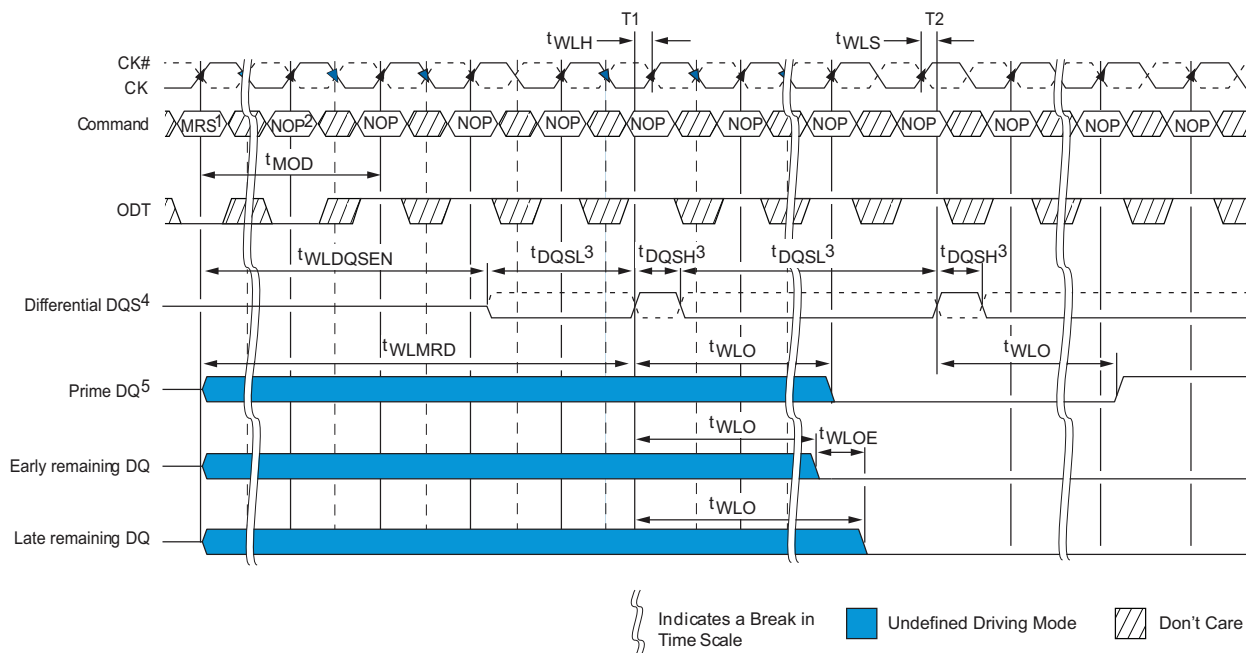 T1 T2
tWLH tWLS
CK#
CK
Command MRS1 NOP2 NOP NOP NOP NOP NOP NOP NOP NOP NOP NOP
tMOD
ODT
tWLDQSEN tDQSL3 tDQSH3 tDQSL3 tDQSH3
Differential DQS4
tWLMRD tWLO tWLO
Prime DQ5
tWLO tWLOE
Early remaining DQ
tWLO
Late remaining DQ
Indicates a Break in
Time Scale
Undefined Driving Mode
Don't Care